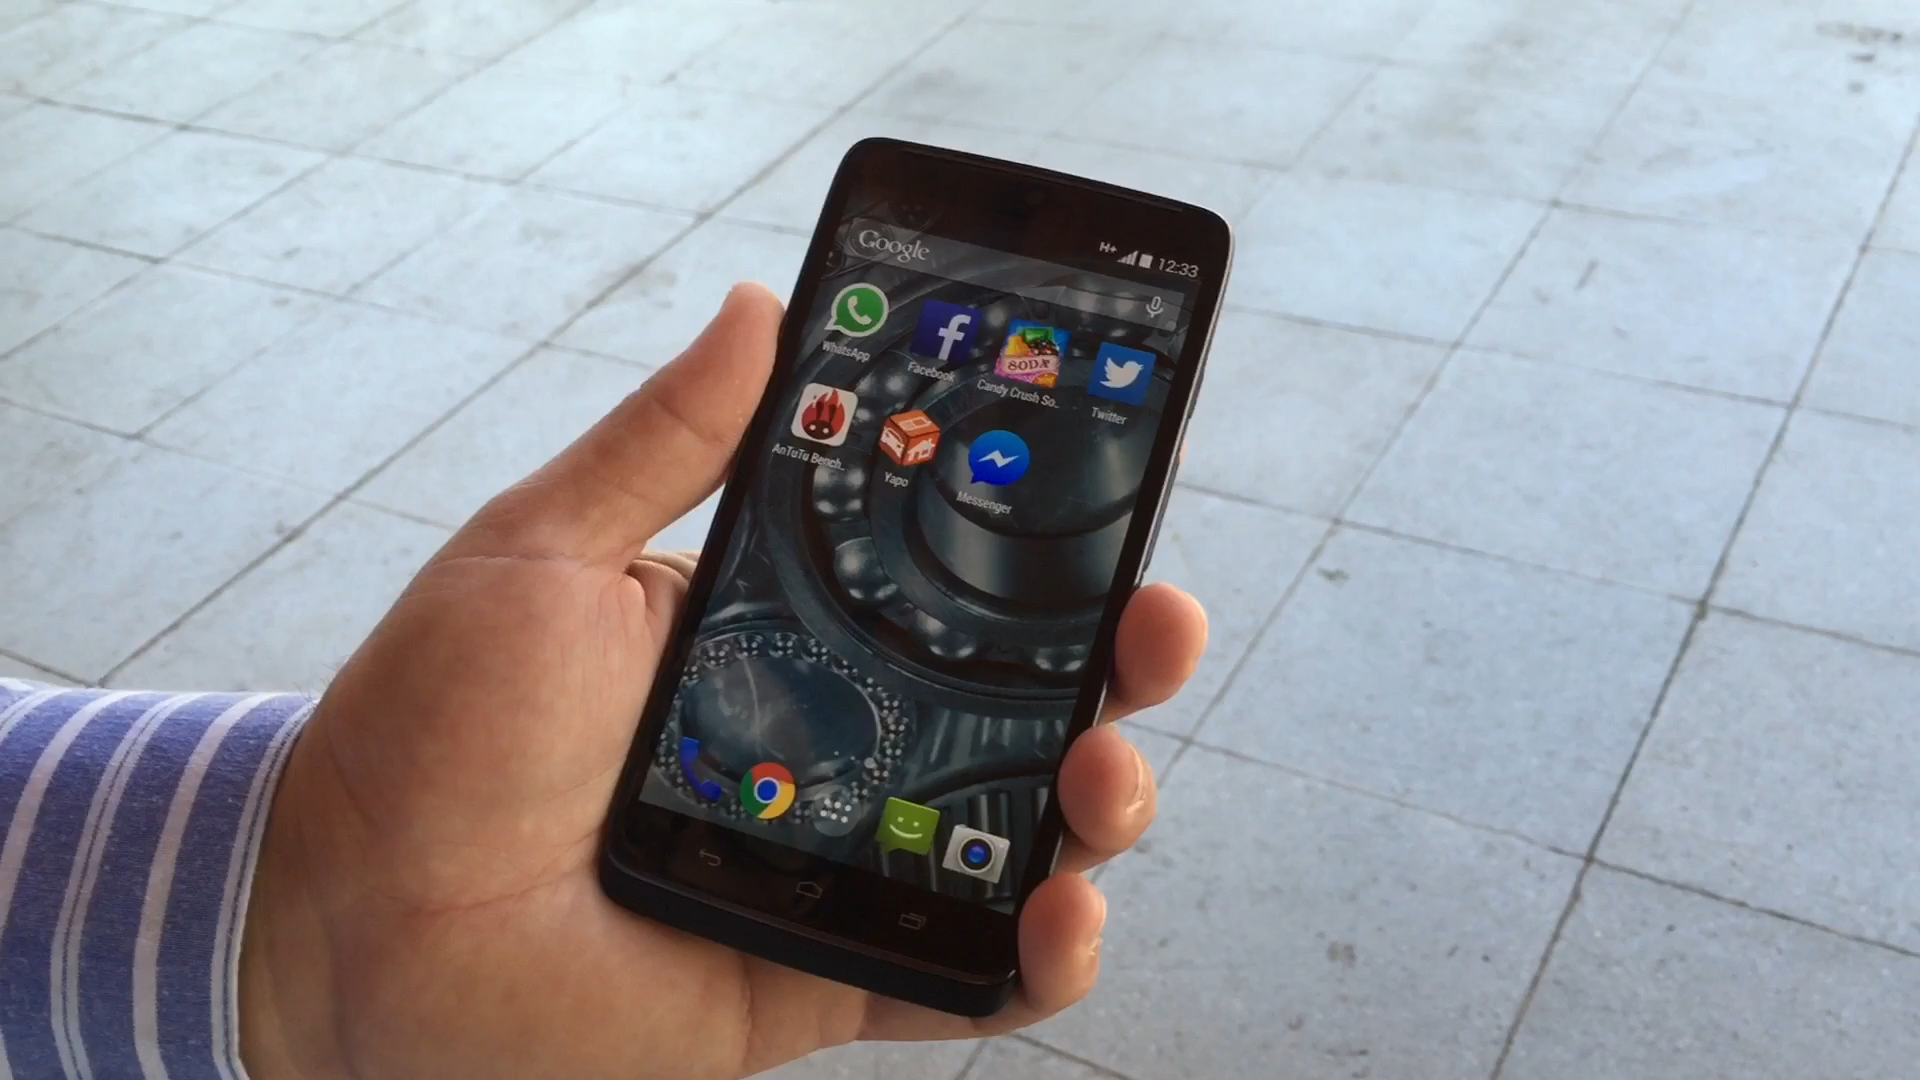 H+ 12:33
Google
WhatsApp
Facebook
SODA
Candy Crush So..
Twitter
AnTuTu Bench..
Yapo
Messenger